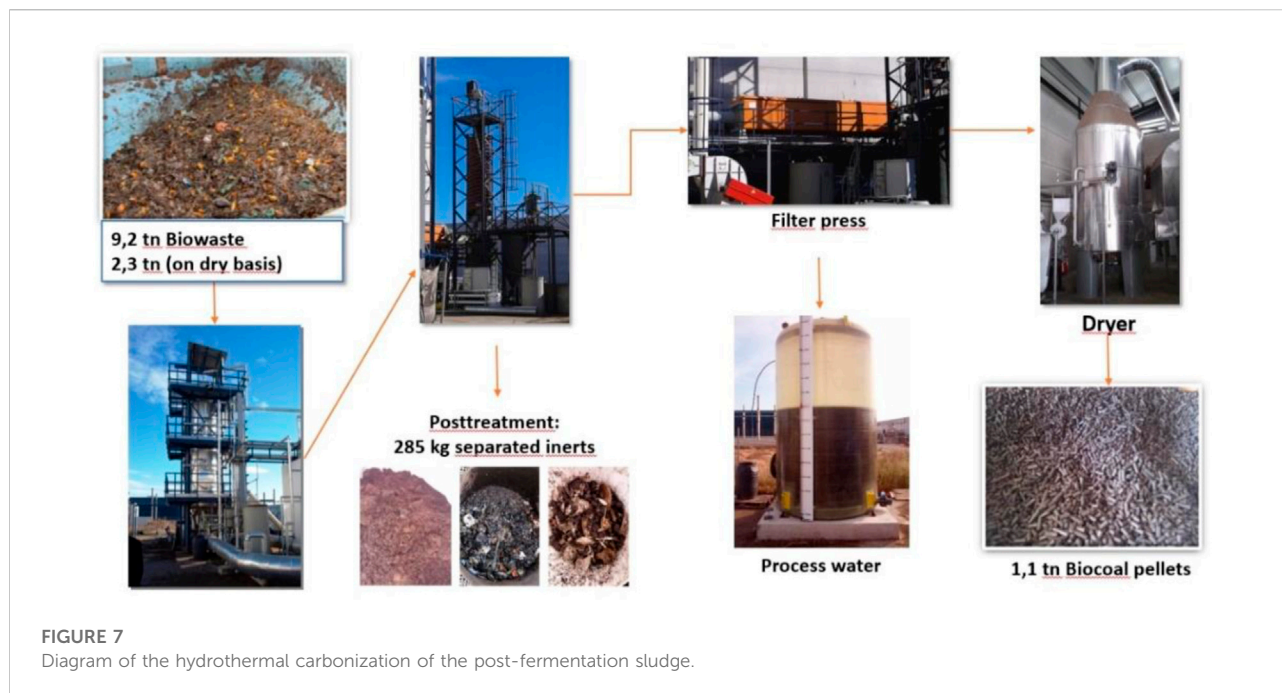 9,2 tn Biowaste
2,3 tn (on dry basis)
Filter press
Dryer
Posttreatment:
285 kg separated inerts
Process water
1,1 tn Biocoal pellets
FIGURE 7
Diagram of the hydrothermal carbonization of the post-fermentation sludge.